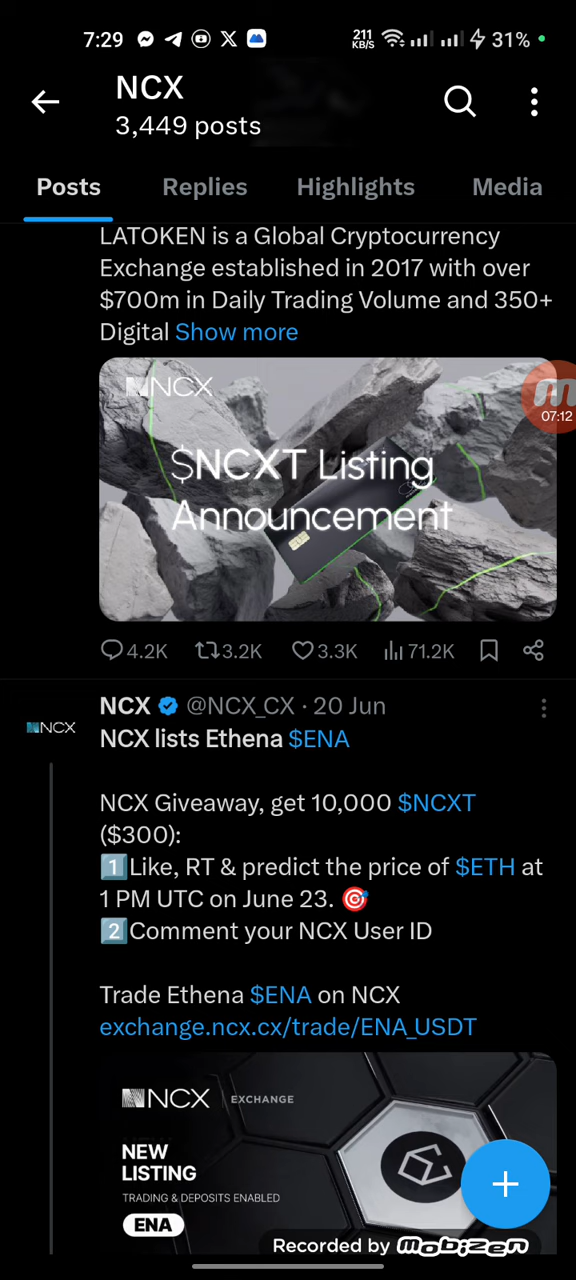 7:29
211
KB/S
31%
NCX
3,449 posts
Posts Replies Highlights Media
LATOKEN is a Global Cryptocurrency
Exchange established in 2017 with over
$700m in Daily Trading Volume and 350+
Digital Show more
NCX
$NCXT Listing
Announcement
07:12
4.2K 3.2K 3.3K 71.2K
NCX
NCX @NCX_CX · 20 Jun
NCX lists Ethena $ENA
NCX Giveaway, get 10,000 $NCXT
($300):
1️⃣Like, RT & predict the price of $ETH at
1 PM UTC on June 23. 🎯
2️⃣Comment your NCX User ID
Trade Ethena $ENA on NCX
exchange.ncx.cx/trade/ENA_USDT
NCX | EXCHANGE
NEW
LISTING
TRADING & DEPOSITS ENABLED
ENA
Recorded by mobizen